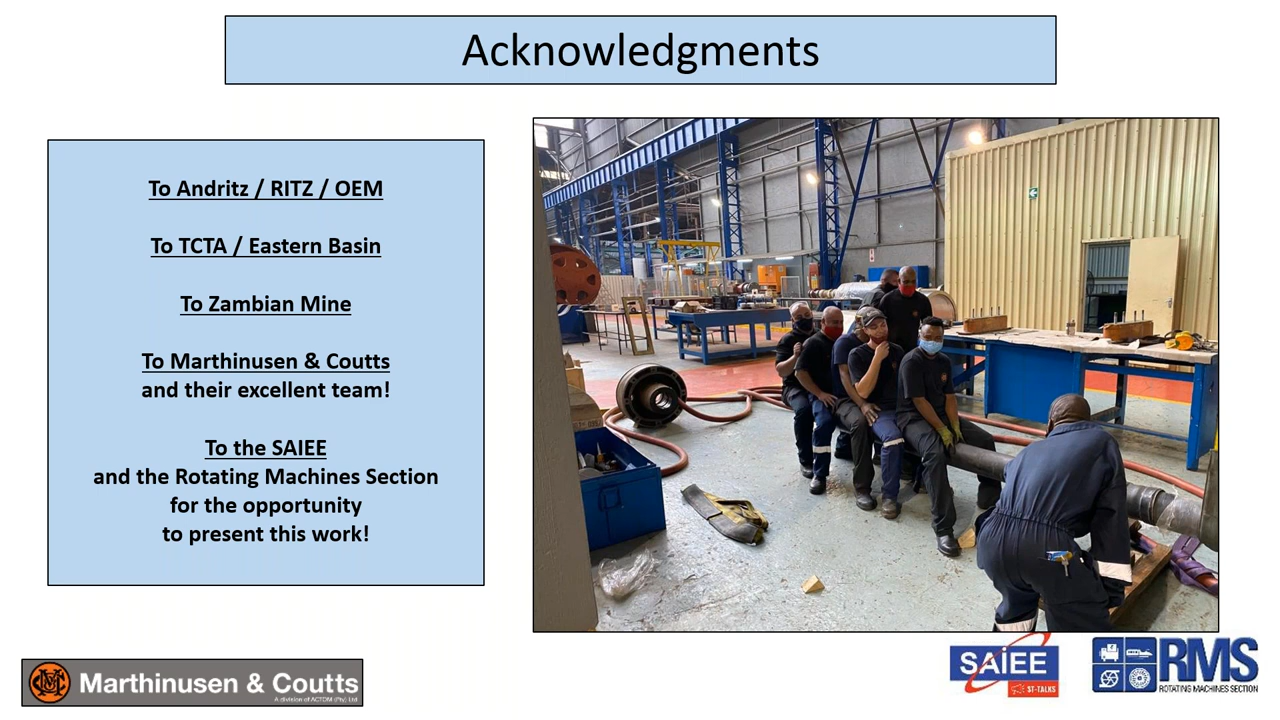 Acknowledgments
To Andritz / RITZ / OEM
To TCTA / Eastern Basin
To Zambian Mine
To Marthinusen & Coutts
and their excellent team!
To the SAIEE
and the Rotating Machines Section
for the opportunity
to present this work!
Marthinusen & Coutts
A division of ACTOM (Pty) Ltd
SAIEE
ST-TALKS
RMS
ROTATING MACHINES SECTION